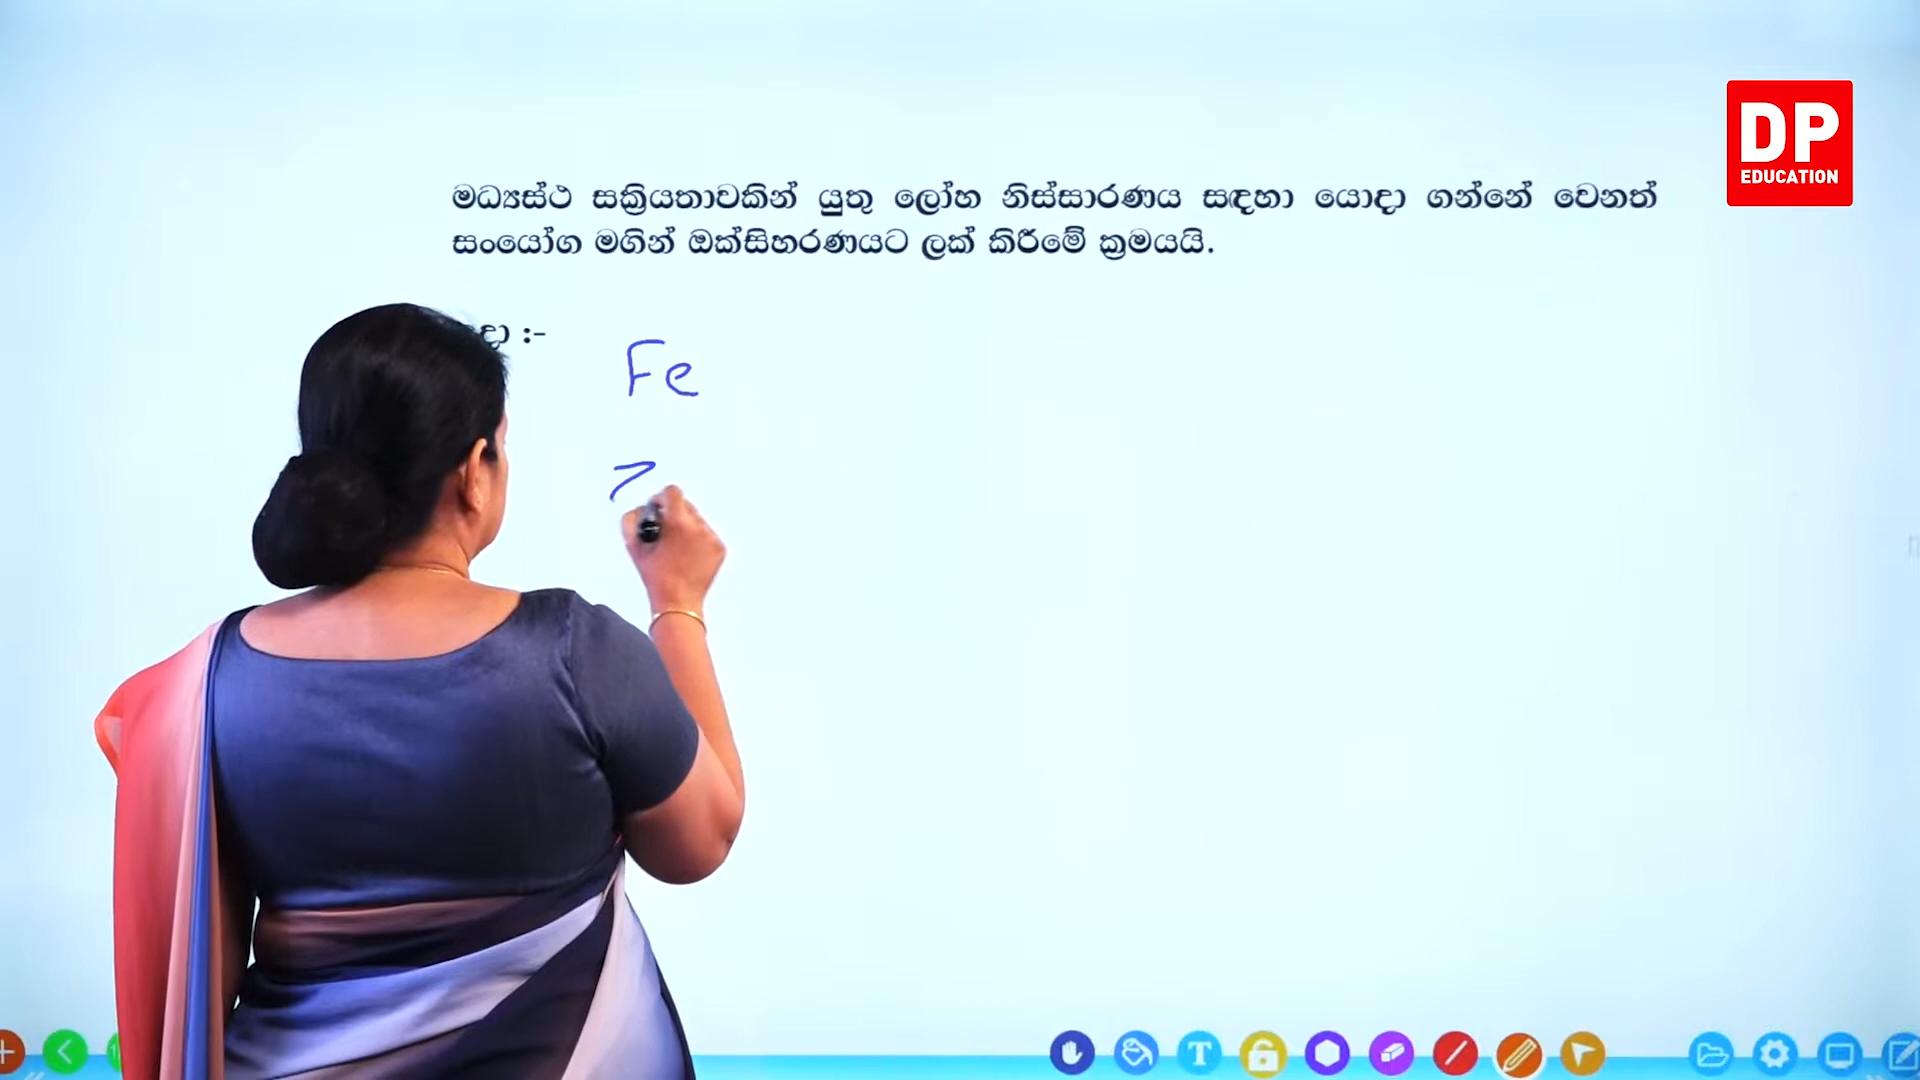 මධ්‍යස්ථ සක්‍රියතාවකින් යුතු ලෝහ නිස්සාරණය සඳහා යොදා ගන්නේ වෙනත්
සංයෝග මගින් ඔක්සිහරණයට ලක් කිරීමේ ක්‍රමයයි.
:-
Fe
DP
EDUCATION
T